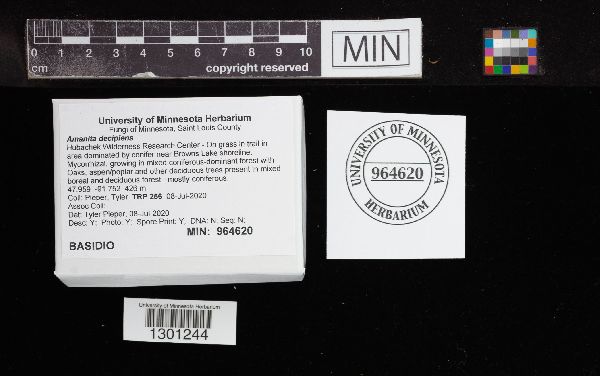 0 1 2 3 4 5 6 7 8 9 10
cm copyright reserved
MIN
University of Minnesota Herbarium
Fungi of Minnesota, Saint Louis County
Amanita decipiens
Hubachek Wilderness Research Center - On grass in trail in
area dominated by conifer near Browns Lake shoreline.
Mycorrhizal, growing in mixed coniferous-dominant forest with
Oaks, aspen/poplar and other deciduous trees present in mixed
boreal and deciduous forest - mostly coniferous.
47.959 -91.752 426 m
Coll: Pieper, Tyler TRP 266 08-Jul-2020
Assoc Coll:
Det: Tyler Pieper, 08-Jul-2020
Desc: Y; Photo: Y; Spore Print: Y; DNA: N; Seq: N;
MIN: 964620
BASIDIO
UNIVERSITY OF MINNESOTA
964620
HERBARIUM
University of Minnesota Herbarium
1301244